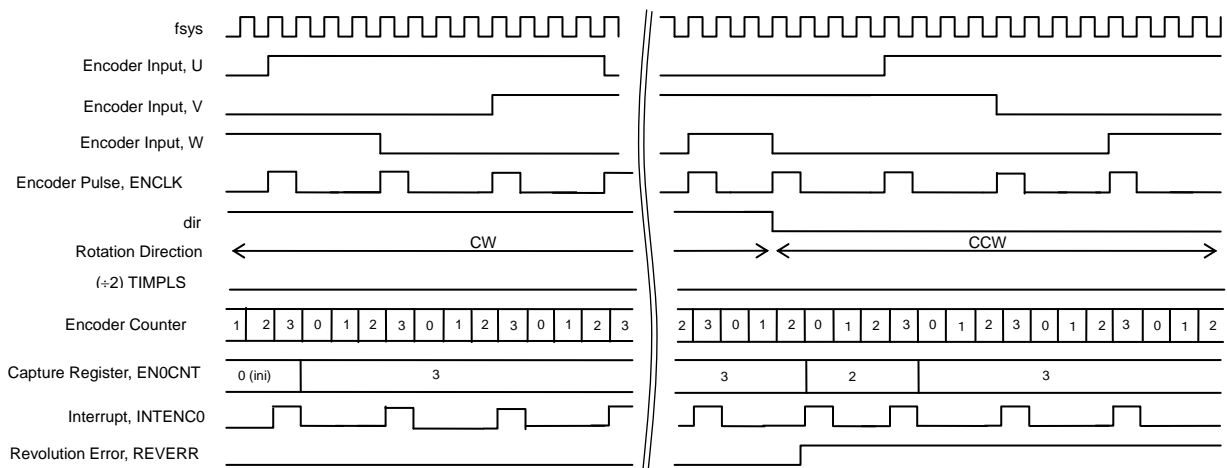 fsys
Encoder Input, U
Encoder Input, V
Encoder Input, W
Encoder Pulse, ENCLK
dir
Rotation Direction CW CCW
(÷2) TIMPLS
Encoder Counter 1 2 3 0 1 2 3 0 1 2 3 0 1 2 3 2 3 0 1 2 0 1 2 3 0 1 2 3 0 1 2 3 0 1 2
Capture Register, EN0CNT 0 (ini) 3 3 2 3
Interrupt, INTENC0
Revolution Error, REVERR